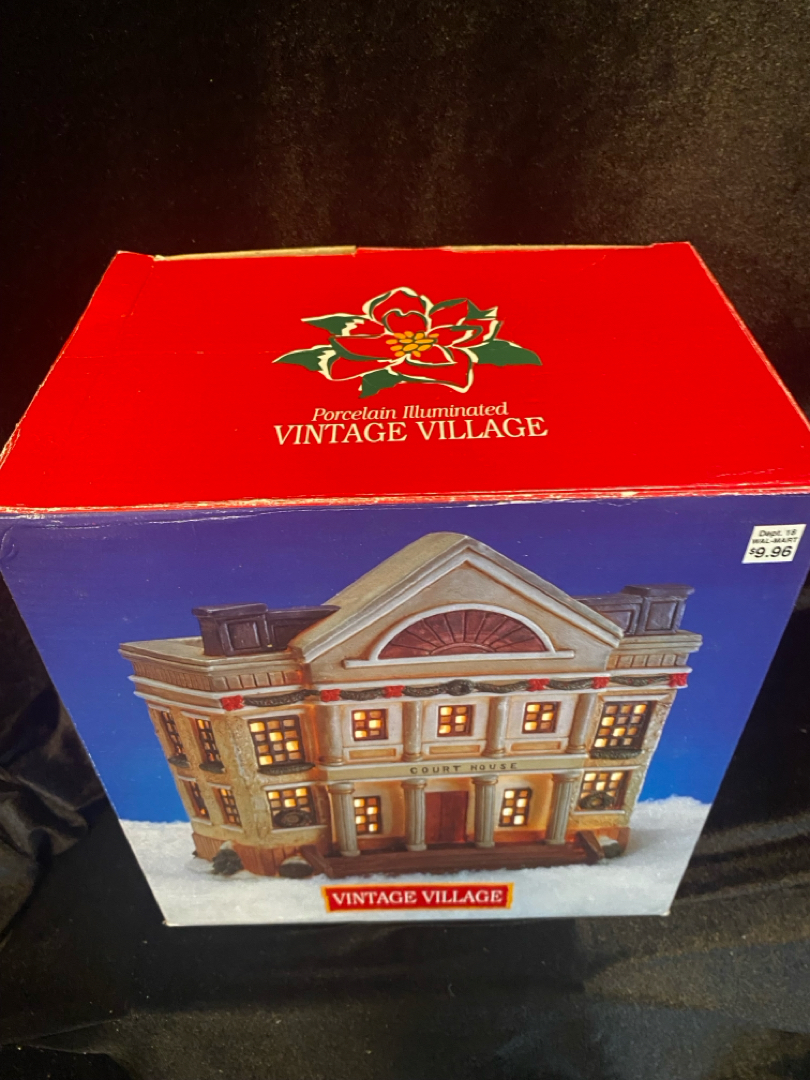 Porcelain Illuminated
VINTAGE VILLAGE
Dept. 18
WAL-MART
$9.96
COURT HOUSE
VINTAGE VILLAGE